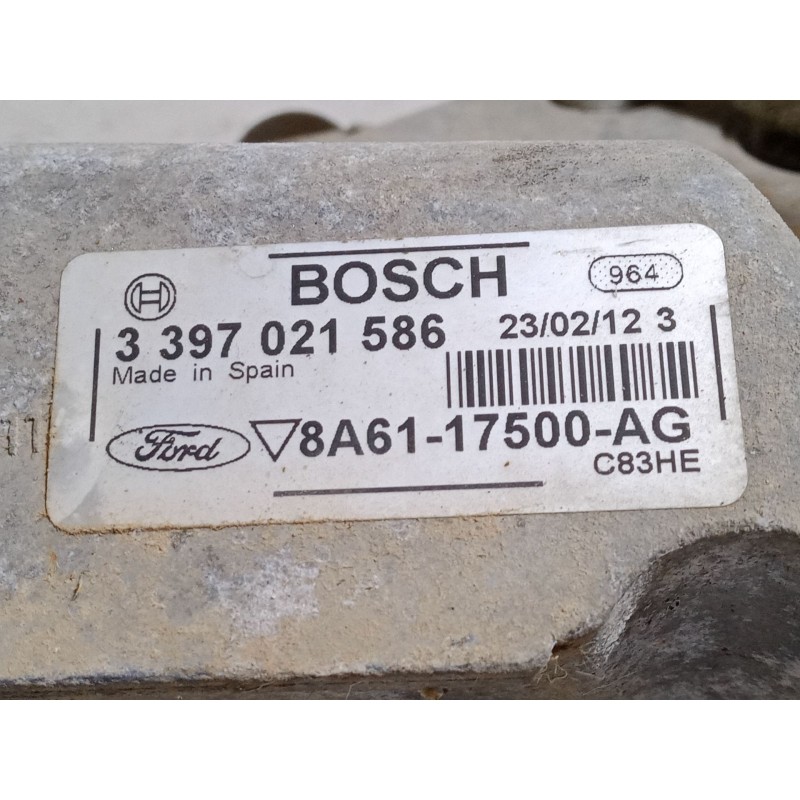 BOSCH 964
3 397 021 586 23/02/12 3
Made in Spain
Ford 8A61-17500-AG
C83HE